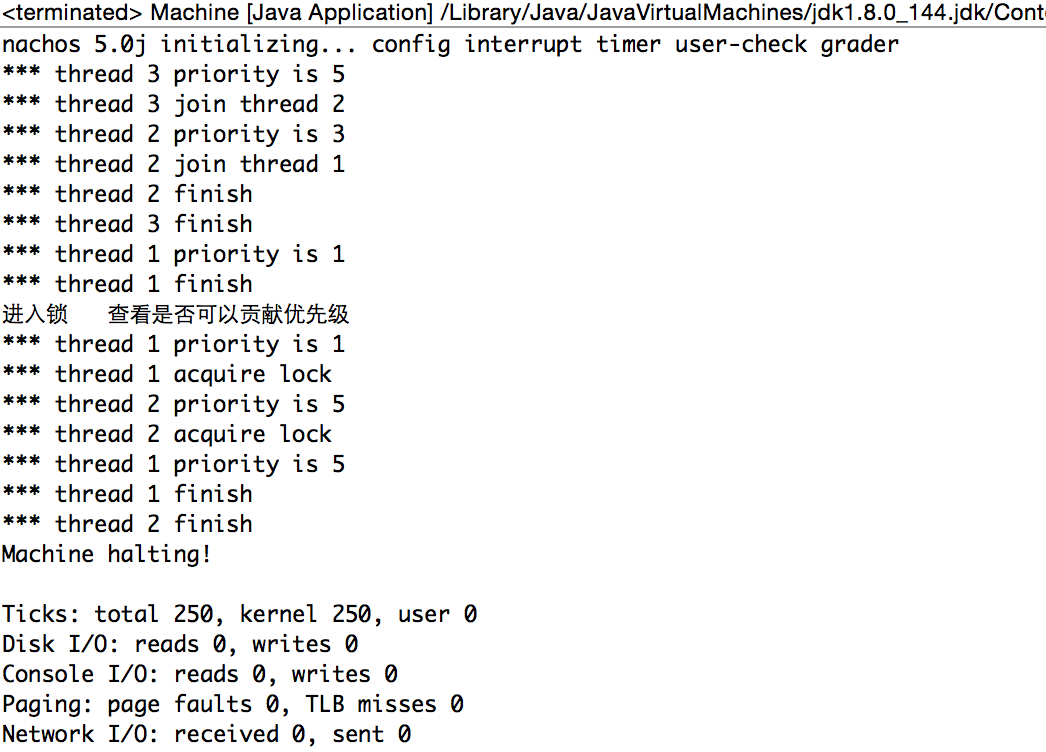 <terminated> Machine [Java Application] /Library/Java/JavaVirtualMachines/jdk1.8.0_144.jdk/Cont
nachos 5.0j initializing... config interrupt timer user-check grader
*** thread 3 priority is 5
*** thread 3 join thread 2
*** thread 2 priority is 3
*** thread 2 join thread 1
*** thread 2 finish
*** thread 3 finish
*** thread 1 priority is 1
*** thread 1 finish
进入锁   查看是否可以贡献优先级
*** thread 1 priority is 1
*** thread 1 acquire lock
*** thread 2 priority is 5
*** thread 2 acquire lock
*** thread 1 priority is 5
*** thread 1 finish
*** thread 2 finish
Machine halting!
Ticks: total 250, kernel 250, user 0
Disk I/O: reads 0, writes 0
Console I/O: reads 0, writes 0
Paging: page faults 0, TLB misses 0
Network I/O: received 0, sent 0